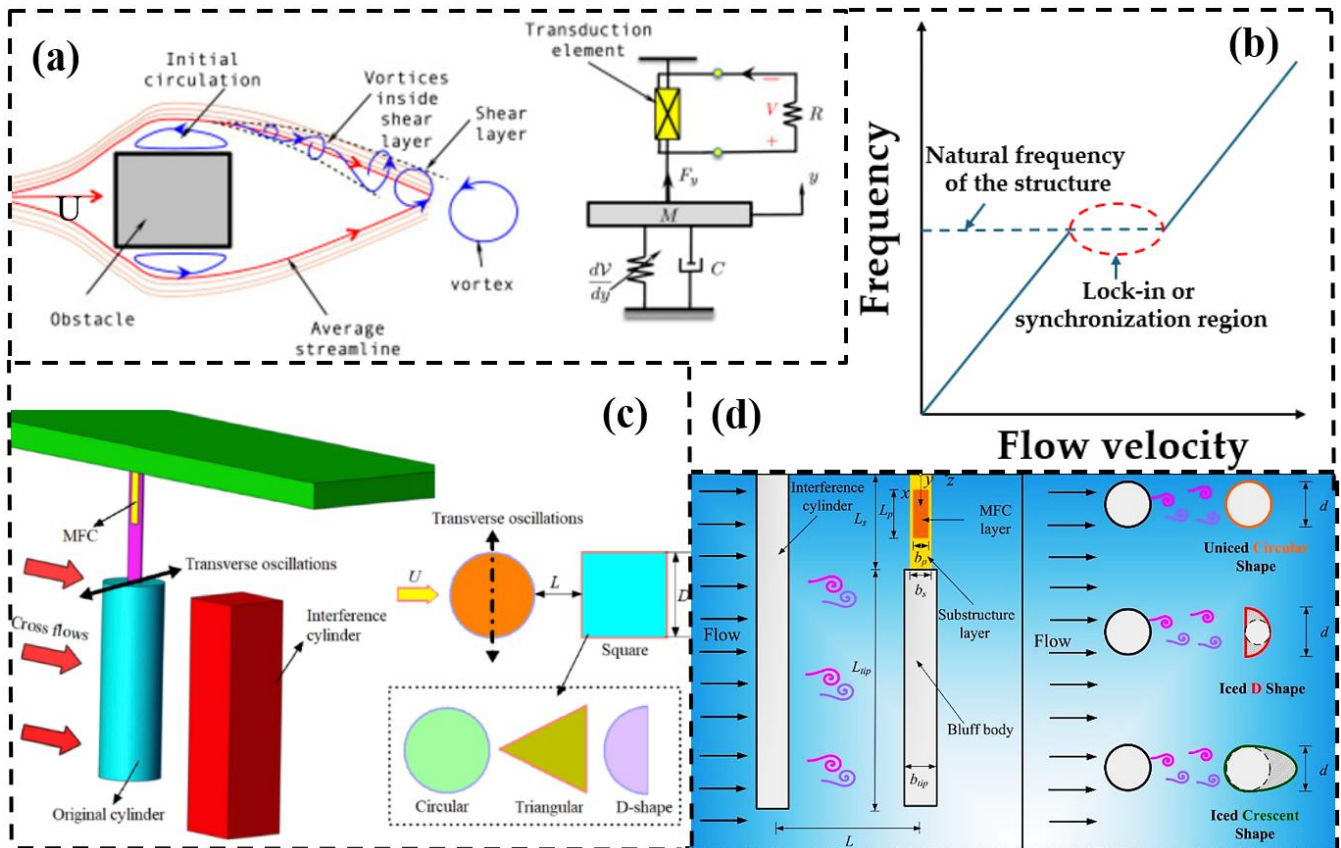 (a)
Initial
circulation
Vortices
inside
shear
layer
Shear
layer
U
vortex
Obstacle
Average
streamline
Transduction
element
V
R
F_y
y
M
dV
dy
C
(b)
Frequency
Natural frequency
of the structure
Lock-in or
synchronization region
Flow velocity
(c)
MFC
Transverse oscillations
Cross flows
Interference
cylinder
Original cylinder
Transverse oscillations
U
L
D
Square
Circular
Triangular
D-shape
(d)
Interference
cylinder
x
y
z
L_s
L_p
MFC
layer
b_p
b_s
Substructure
layer
Flow
L_tip
Bluff body
b_tip
L
d
Uniced Circular
Shape
Flow
d
Iced D Shape
d
Iced Crescent
Shape